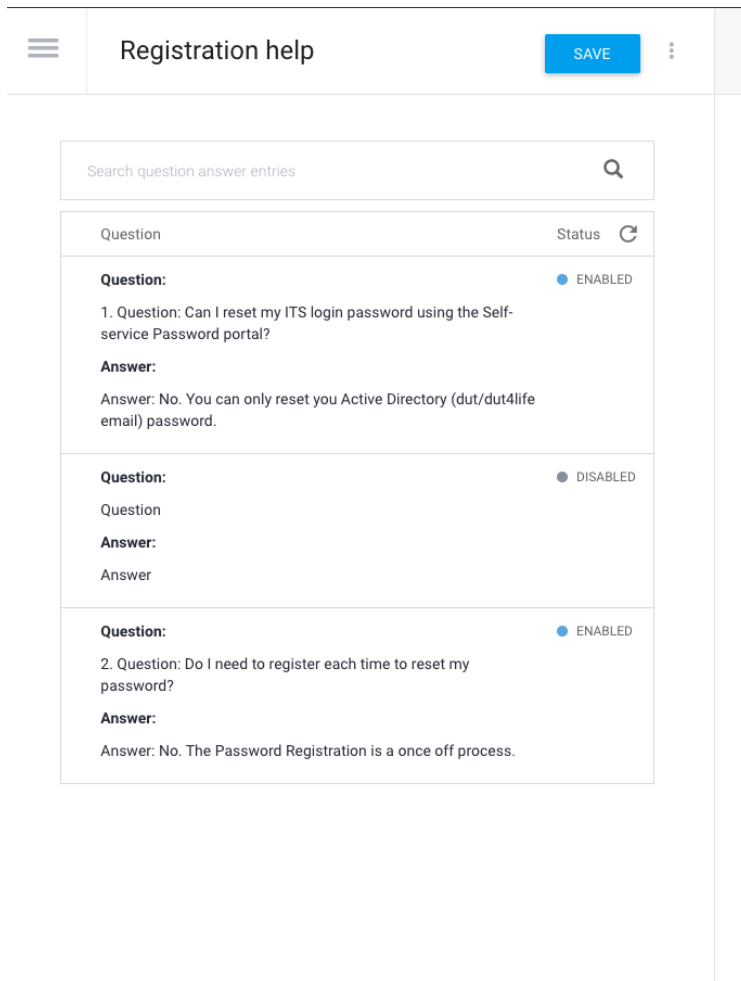 Registration help
SAVE
Search question answer entries
Question
Status
Question:
ENABLED
1. Question: Can I reset my ITS login password using the Self-
service Password portal?
Answer:
Answer: No. You can only reset you Active Directory (dut/dut4life
email) password.
Question:
DISABLED
Question
Answer:
Answer
Question:
ENABLED
2. Question: Do I need to register each time to reset my
password?
Answer:
Answer: No. The Password Registration is a once off process.